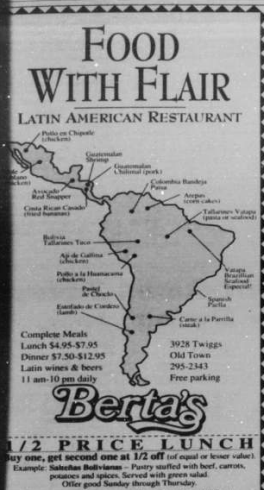 FOOD
WITH FLAIR
LATIN AMERICAN RESTAURANT
Pollo en Chipotle
(chicken)
Guatemalan
Shrimp
Guatemalan
Chilimal (pork)
(chicken)
Avocado
Red Snapper
Costa Rican Casado
(fried bananas)
Colombia Bandeja
Paisa
Arepas
(corn cakes)
Tallarines Vatapa
(pasta or seafood)
Bolivia
Tallarines Taco
Aji de Gallina
(chicken)
Pollo a la Huancaena
(chicken)
Pastel
de Choclo
Estofado de Cordero
(lamb)
Vatapa
Brazilian
Seafood
Especial!
Spanish
Paella
Carne a la Parrilla
(steak)
Complete Meals
Lunch $4.95-$7.95
Dinner $7.50-$12.95
Latin wines & beers
11 am-10 pm daily
3928 Twiggs
Old Town
295-2343
Free parking
Berta's
1/2 PRICE LUNCH
Buy one, get second one at 1/2 off (of equal or lesser value).
Example: Salteñas Bolivianas - Pastry stuffed with beef, carrots,
potatoes and spices. Served with green salad.
Offer good Sunday through Thursday.